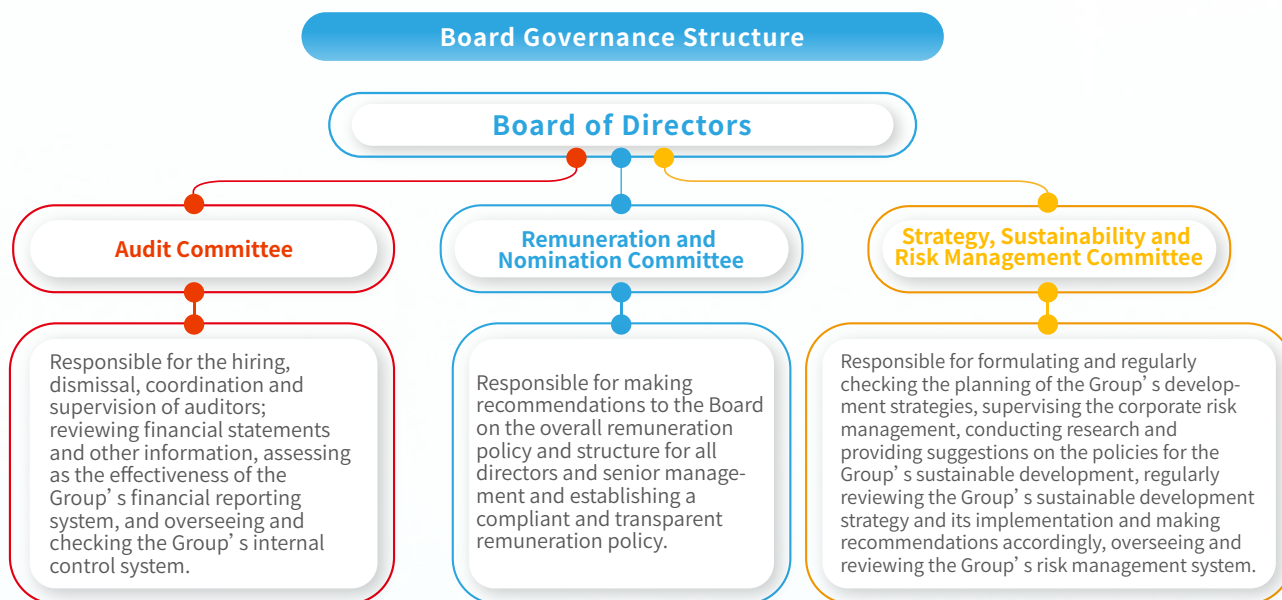 Board Governance Structure
Board of Directors
Audit Committee
Remuneration and
Nomination Committee
Strategy, Sustainability and
Risk Management Committee
Responsible for the hiring,
dismissal, coordination and
supervision of auditors;
reviewing financial statements
and other information, assessing
as the effectiveness of the
Group’s financial reporting
system, and overseeing and
checking the Group’s internal
control system.
Responsible for making
recommendations to the Board
on the overall remuneration
policy and structure for all
directors and senior manage-
ment and establishing a
compliant and transparent
remuneration policy.
Responsible for formulating and regularly
checking the planning of the Group’s develop-
ment strategies, supervising the corporate risk
management, conducting research and
providing suggestions on the policies for the
Group’s sustainable development, regularly
reviewing the Group’s sustainable development
strategy and its implementation and making
recommendations accordingly, overseeing and
reviewing the Group’s risk management system.